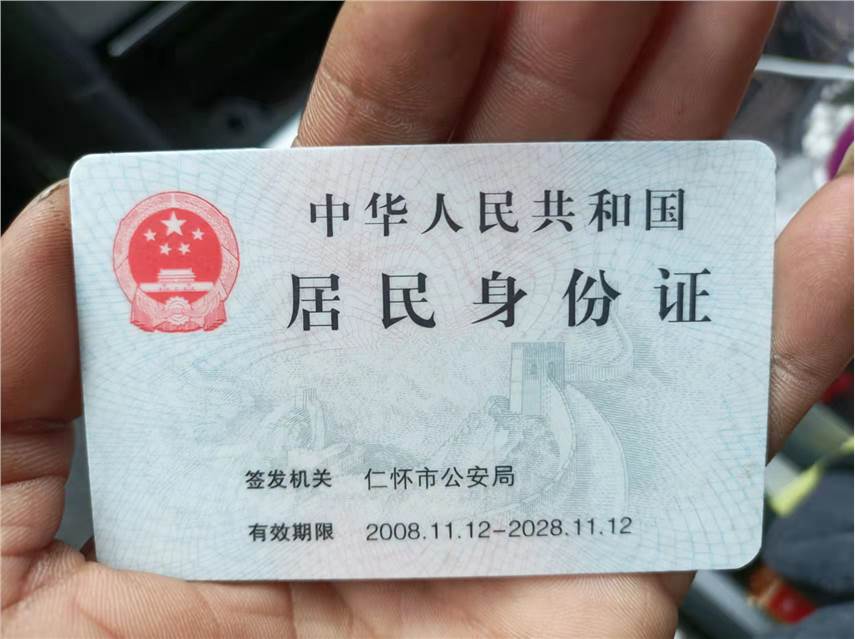 中华人民共和国
居民身份证
签发机关 仁怀市公安局
有效期限 2008.11.12-2028.11.12